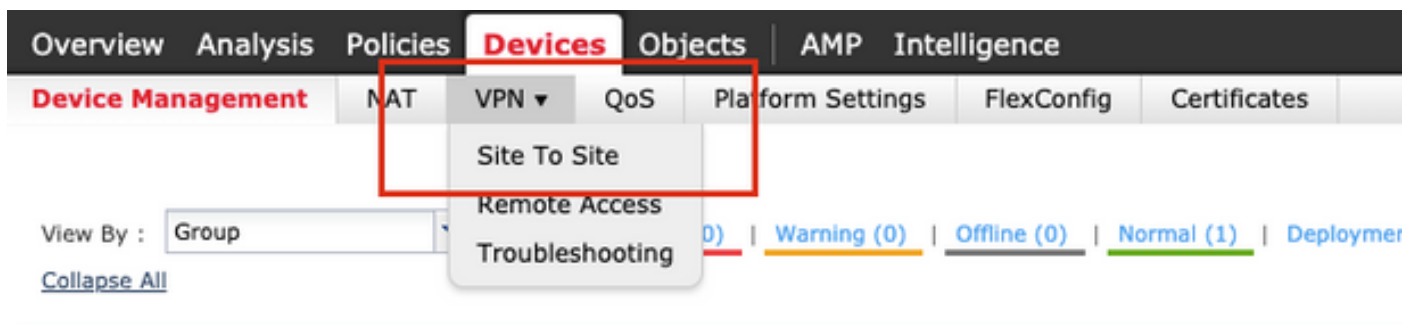 Overview Analysis Policies Devices Objects AMP Intelligence
Device Management NAT VPN ▾ QoS Platform Settings FlexConfig Certificates
Site To Site
Remote Access
View By : Group 0) | Warning (0) | Offline (0) | Normal (1) |
Troubleshooting
Collapse All